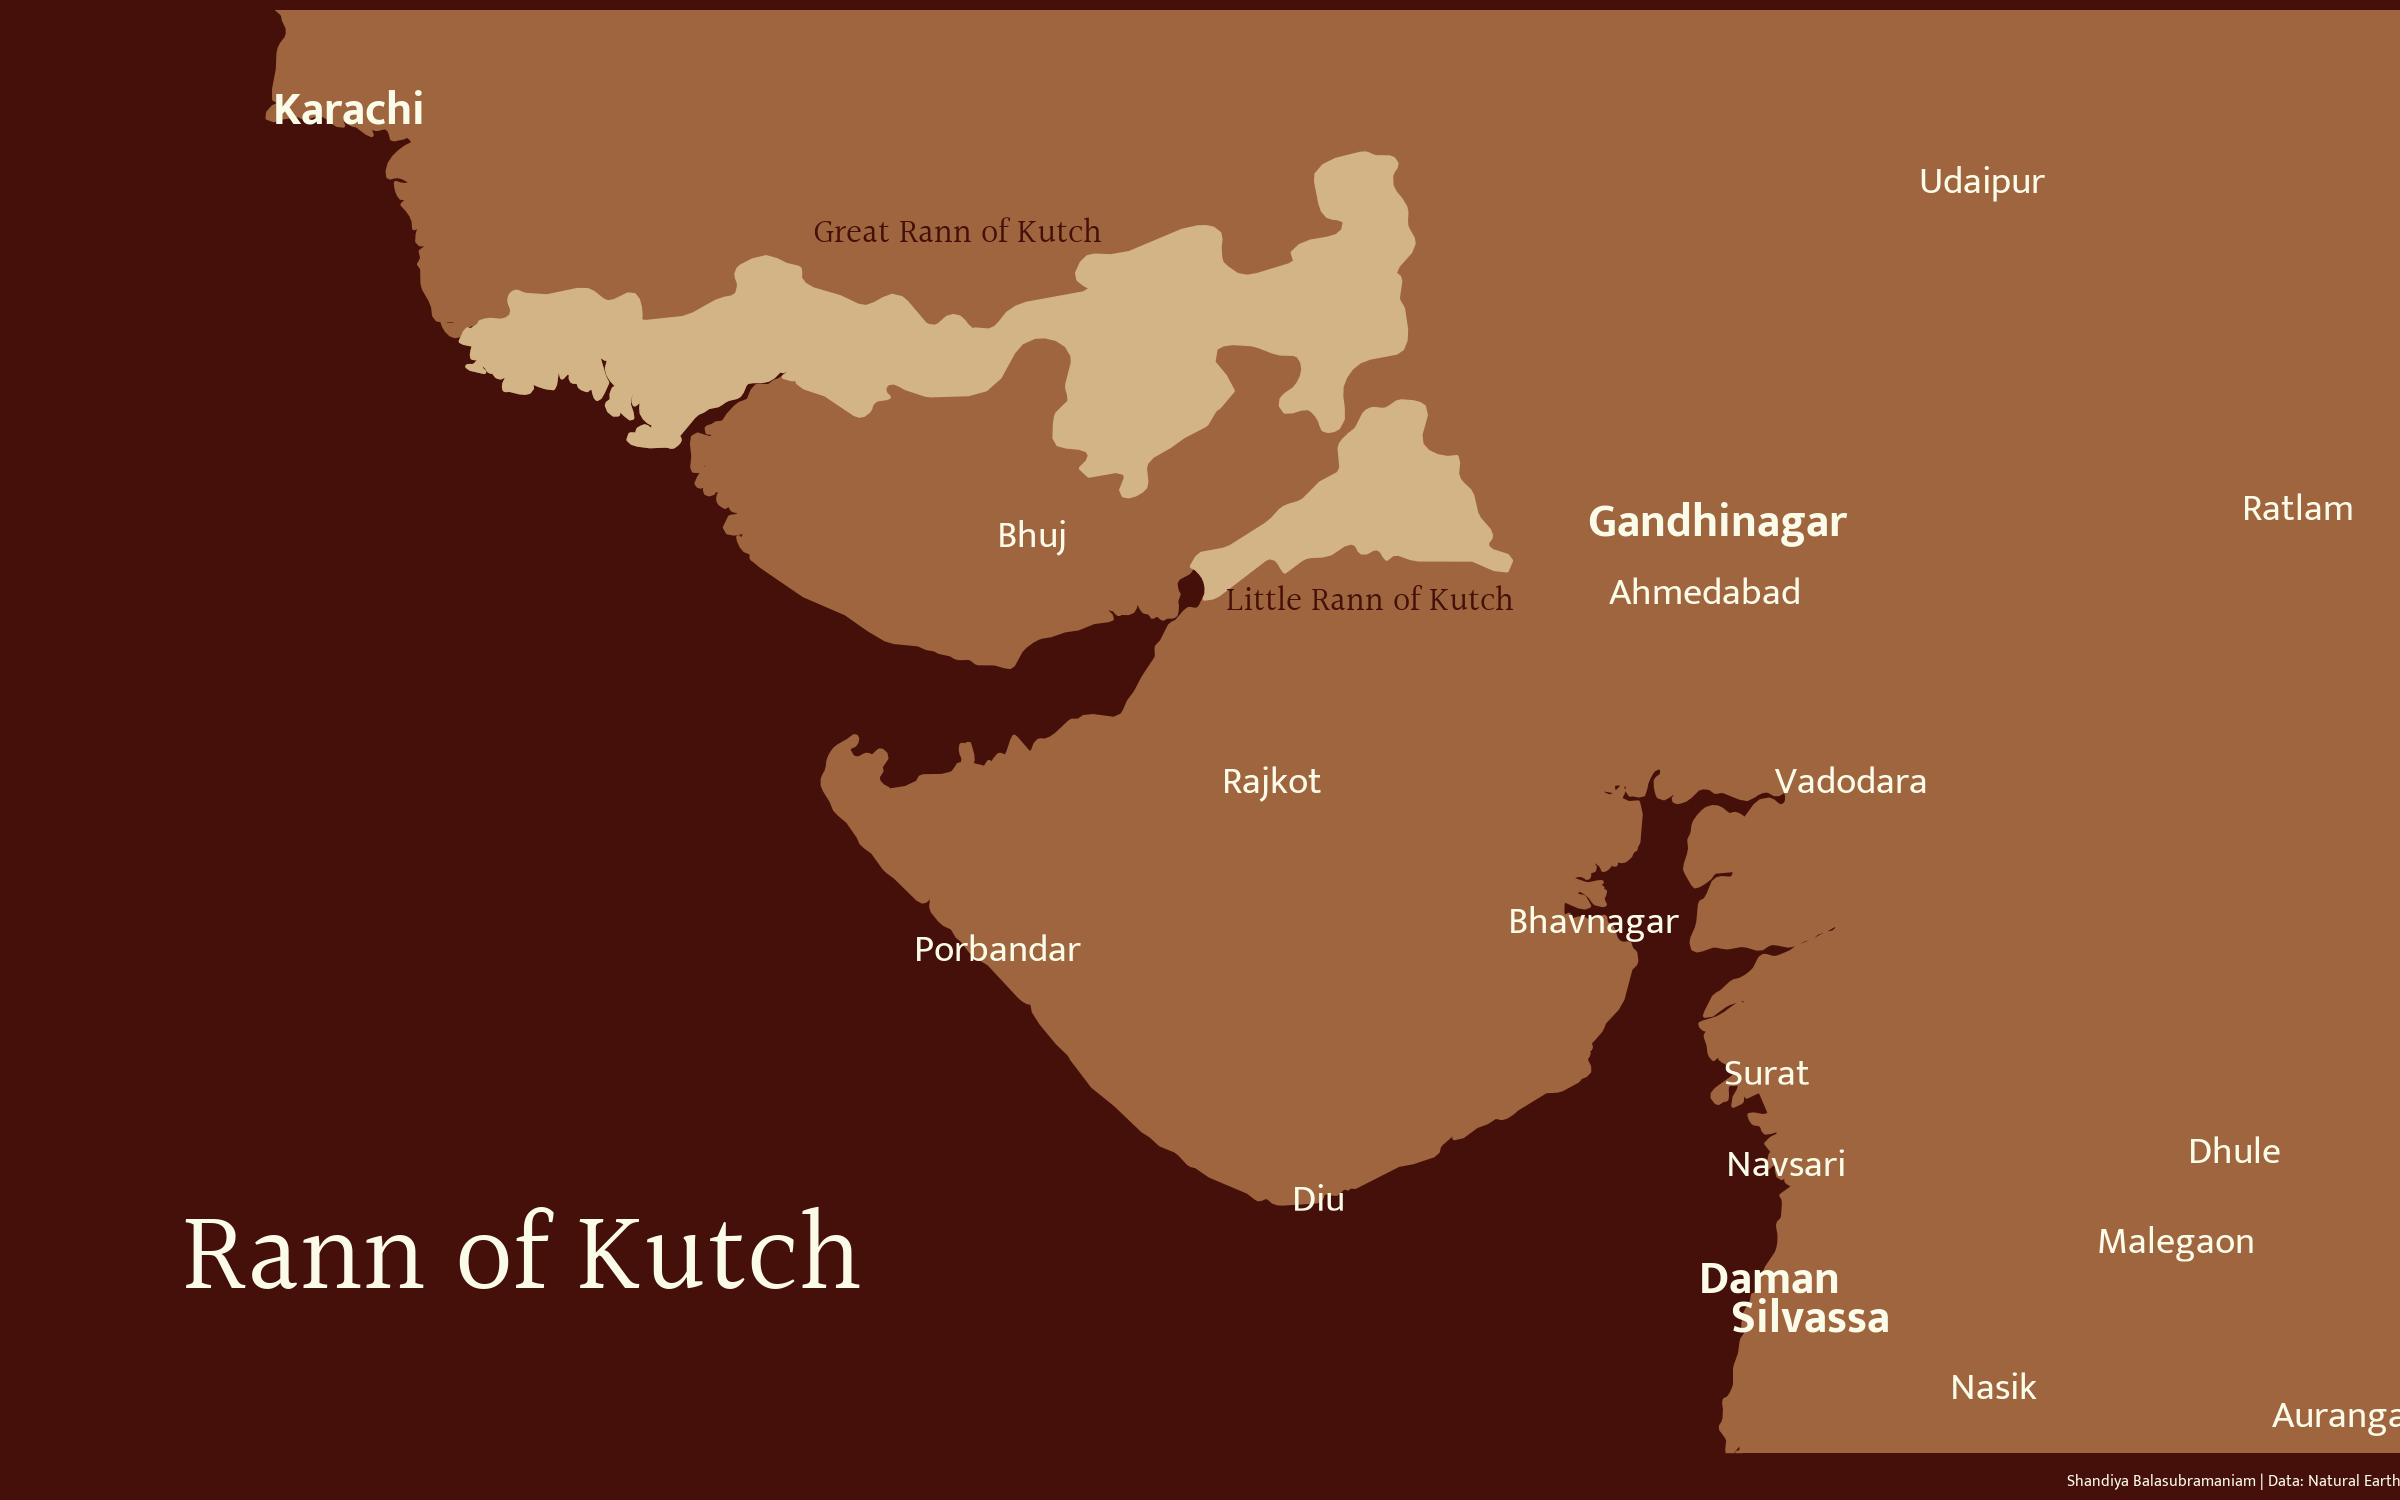 Karachi
Udaipur
Great Rann of Kutch
Ratlam
Gandhinagar
Bhuj
Ahmedabad
Little Rann of Kutch
Rajkot
Vadodara
Bhavnagar
Porbandar
Surat
Dhule
Navsari
Diu
Malegaon
Rann of Kutch
Daman
Silvassa
Nasik
Auranga
Shandiya Balasubramaniam | Data: Natural Earth